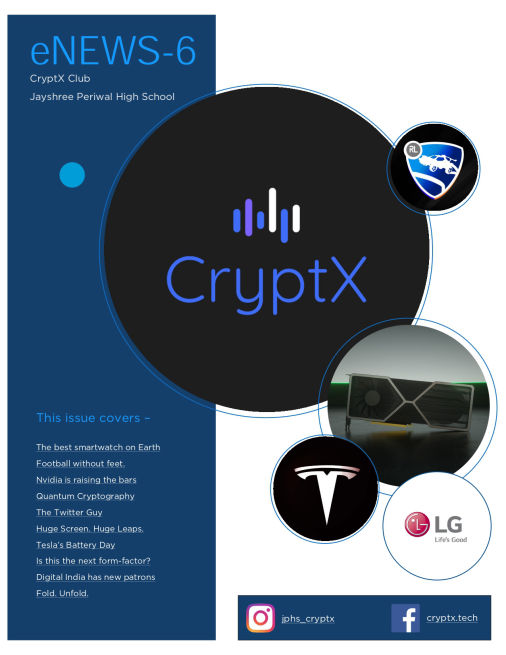 eNEWS-6
CryptX Club
Jayshree Periwal High School
RL
CryptX
This issue covers –
The best smartwatch on Earth
Football without feet.
Nvidia is raising the bars
Quantum Cryptography
The Twitter Guy
Huge Screen. Huge Leaps.
Tesla's Battery Day
Is this the next form-factor?
Digital India has new patrons
Fold. Unfold.
LG
Life's Good
jphs_cryptx
cryptx.tech